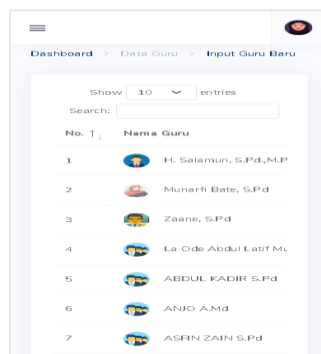 Dashboard > Data Guru > Input Guru Baru
Show 10 entries
Search:
No. Nama Guru
1 H. Salamun, S.Pd.,M.P
2 Munarfi Bate, S.Pd
3 Zaane, S.Pd
4 La Ode Abdul Latif Mu
5 ABDUL KADIR S.Pd
6 ANJO A.Md
7 ASFIN ZAIN S.Pd